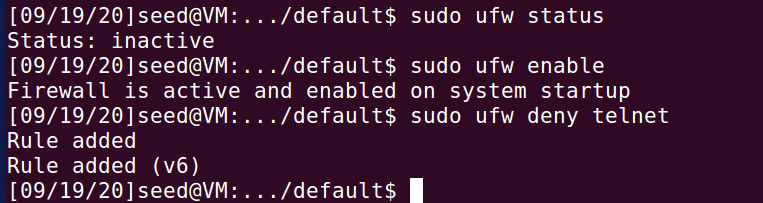 [09/19/20]seed@VM:.../default$ sudo ufw status
Status: inactive
[09/19/20]seed@VM:.../default$ sudo ufw enable
Firewall is active and enabled on system startup
[09/19/20]seed@VM:.../default$ sudo ufw deny telnet
Rule added
Rule added (v6)
[09/19/20]seed@VM:.../default$